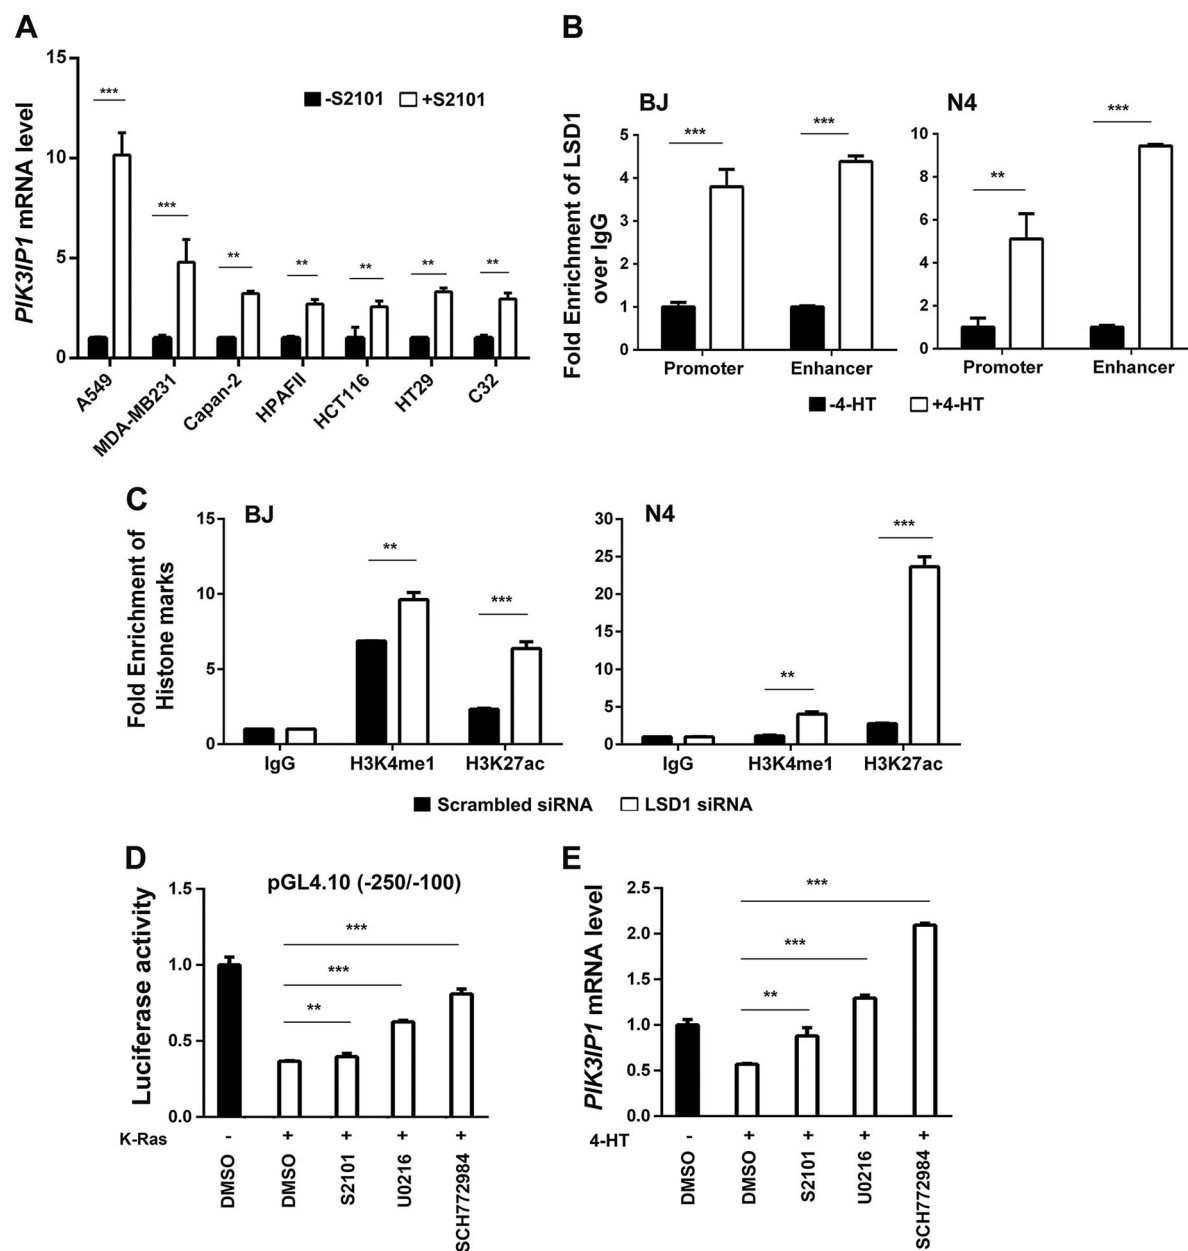 A
PIK3IP1 mRNA level
15
10
5
0
***
***
**
**
**
**
**
-S2101 +S2101
A549
MDA-MB231
Capan-2
HPAFII
HCT116
HT29
C32
B
Fold Enrichment of LSD1
over IgG
BJ
5
4
3
2
1
0
***
***
Promoter Enhancer
N4
10
8
6
4
2
0
**
***
Promoter Enhancer
-4-HT +4-HT
C
Fold Enrichment of
Histone marks
BJ
15
10
5
0
**
***
IgG H3K4me1 H3K27ac
N4
30
25
20
15
10
5
0
**
***
IgG H3K4me1 H3K27ac
Scrambled siRNA LSD1 siRNA
D
pGL4.10 (-250/-100)
Luciferase activity
1.5
1.0
0.5
0.0
***
***
**
K-Ras - + + + +
DMSO
DMSO
S2101
U0216
SCH772984
E
PIK3IP1 mRNA level
2.5
2.0
1.5
1.0
0.5
0.0
***
***
**
4-HT - + + + +
DMSO
DMSO
S2101
U0216
SCH772984